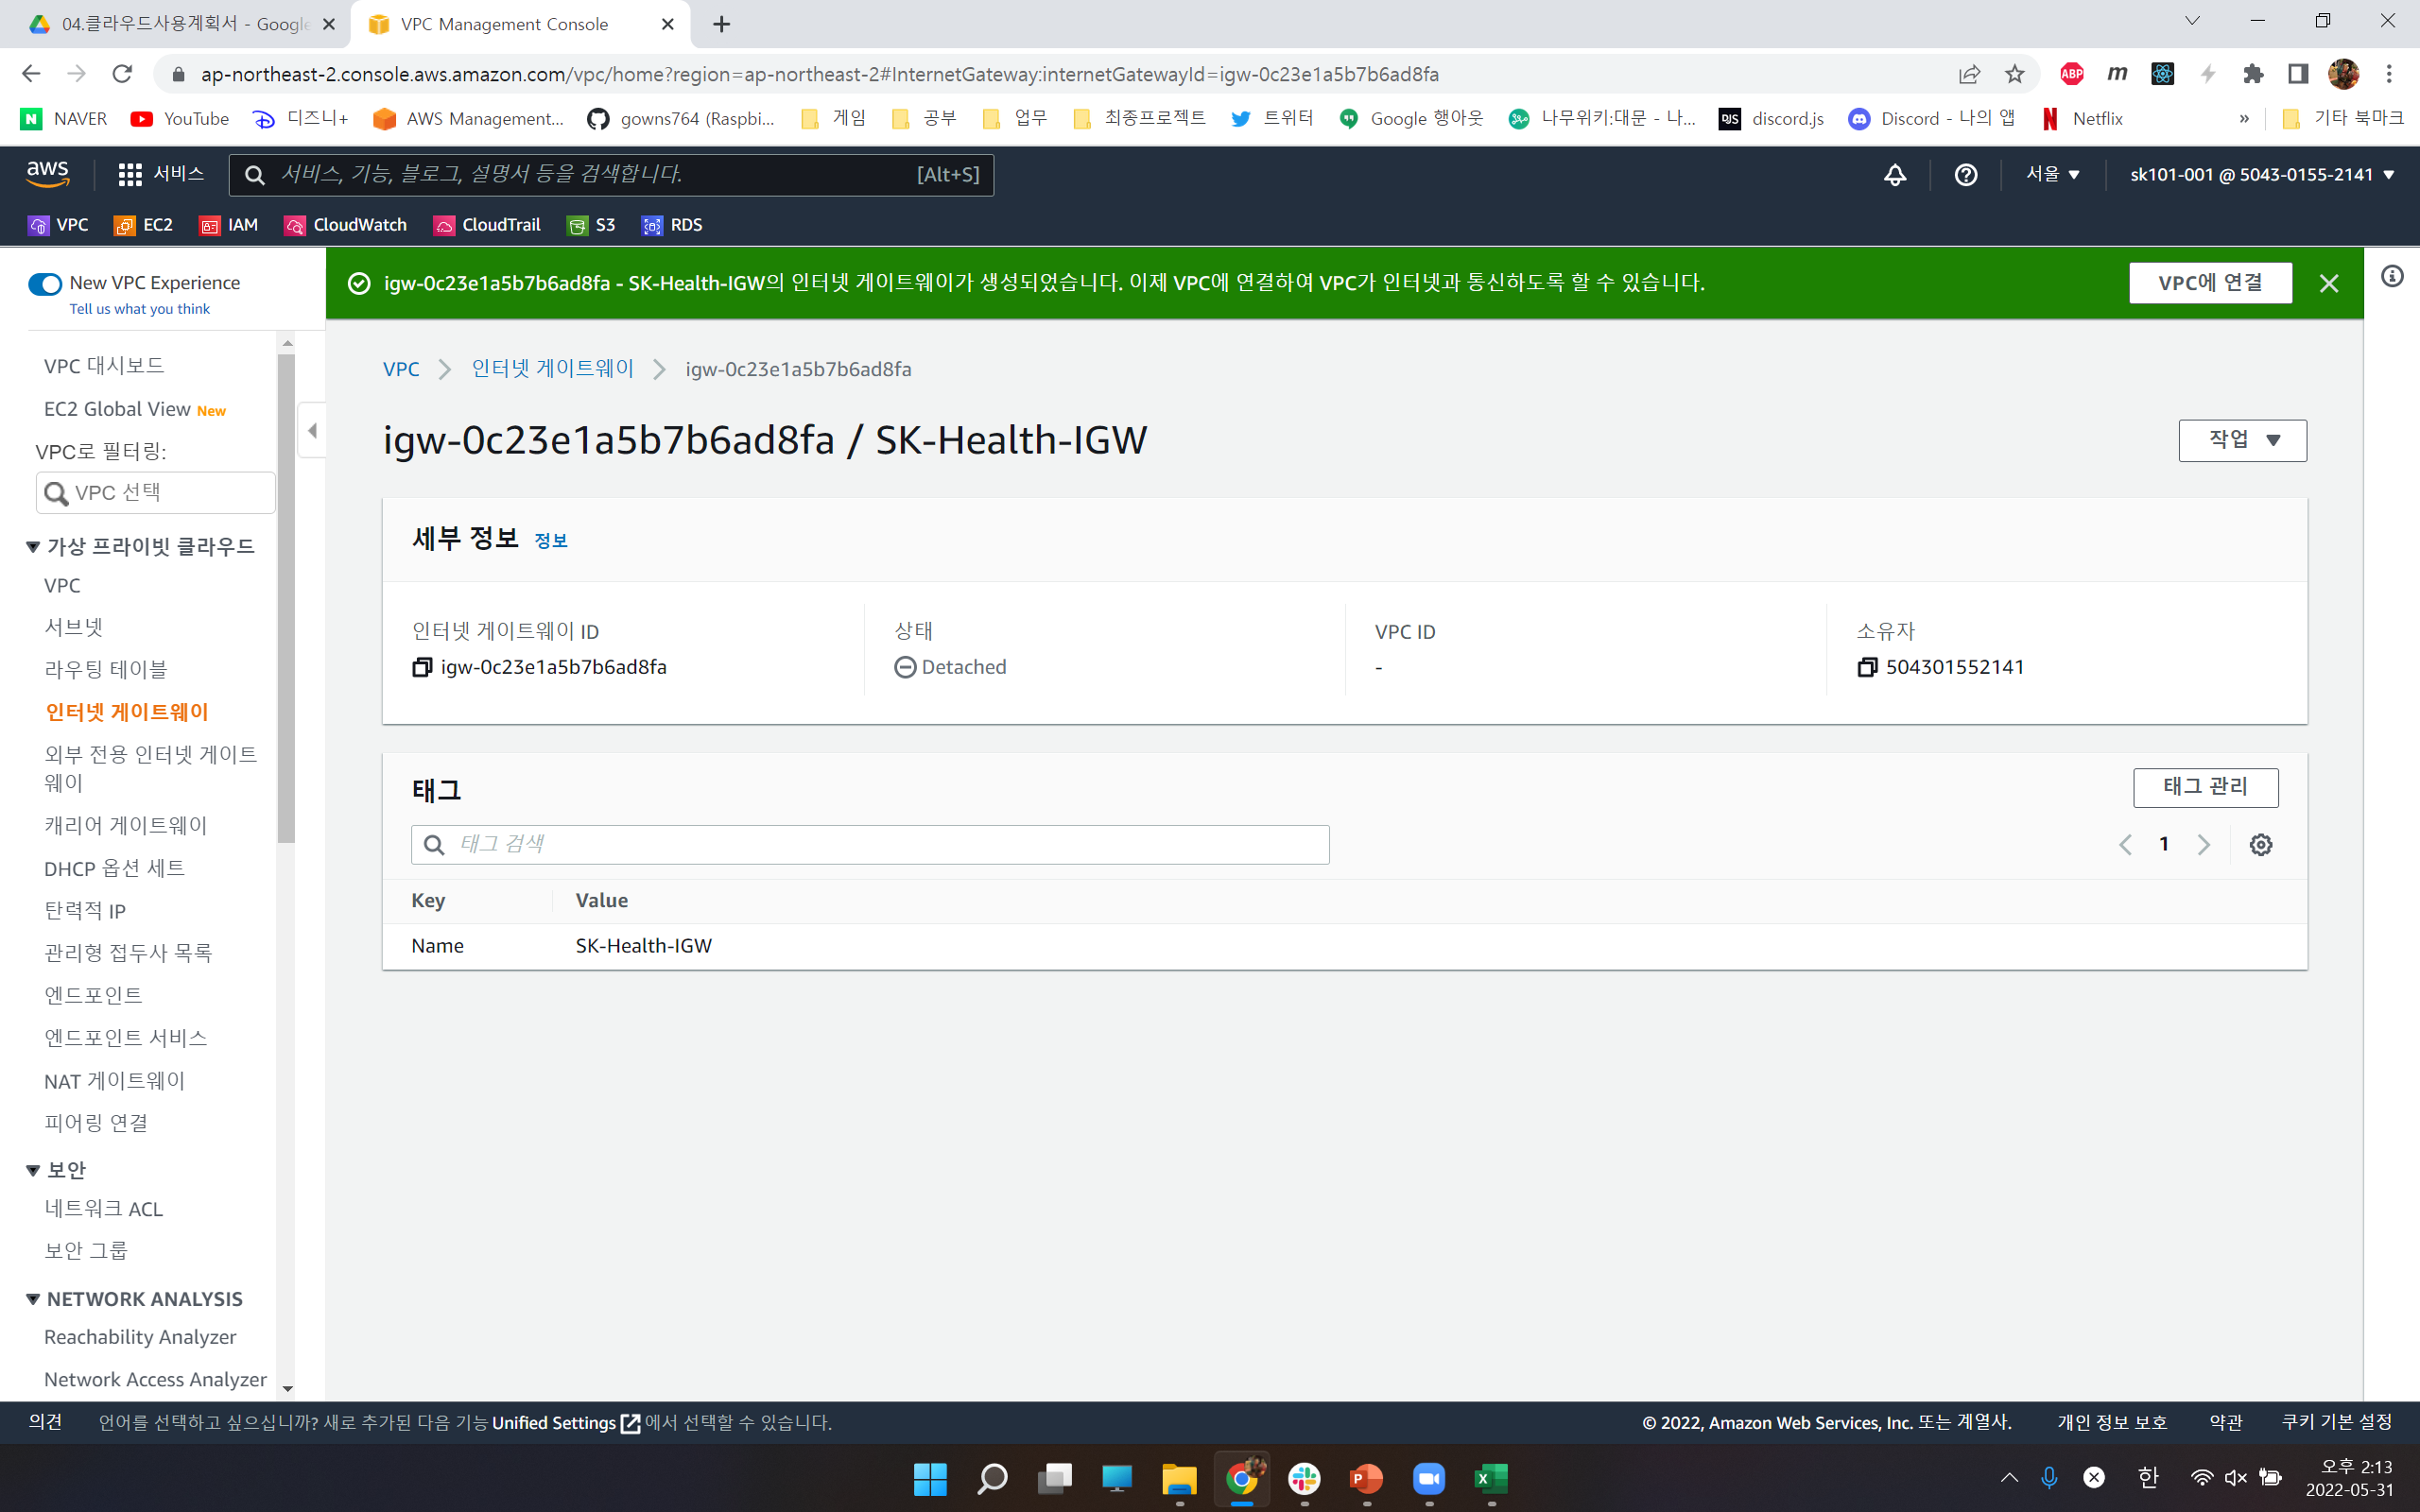 04.클라우드사용계획서 - Google
VPC Management Console
ap-northeast-2.console.aws.amazon.com/vpc/home?region=ap-northeast-2#InternetGateway:internetGatewayId=igw-0c23e1a5b7b6ad8fa
ABP
m
N NAVER
YouTube
디즈니+
AWS Management...
gowns764 (Raspbi...
게임
공부
업무
최종프로젝트
트위터
Google 행아웃
나무위키:대문 - 나...
DJS discord.js
Discord - 나의 앱
Netflix
»
기타 북마크
aws
서비스
서비스, 기능, 블로그, 설명서 등을 검색합니다.
[Alt+S]
서울 ▼
sk101-001 @ 5043-0155-2141 ▼
VPC
EC2
IAM
CloudWatch
CloudTrail
S3
RDS
New VPC Experience
Tell us what you think
igw-0c23e1a5b7b6ad8fa - SK-Health-IGW의 인터넷 게이트웨이가 생성되었습니다. 이제 VPC에 연결하여 VPC가 인터넷과 통신하도록 할 수 있습니다.
VPC에 연결
VPC 대시보드
EC2 Global View New
VPC로 필터링:
VPC 선택
가상 프라이빗 클라우드
VPC
서브넷
라우팅 테이블
인터넷 게이트웨이
외부 전용 인터넷 게이트
웨이
캐리어 게이트웨이
DHCP 옵션 세트
탄력적 IP
관리형 접두사 목록
엔드포인트
엔드포인트 서비스
NAT 게이트웨이
피어링 연결
보안
네트워크 ACL
보안 그룹
NETWORK ANALYSIS
Reachability Analyzer
Network Access Analyzer
VPC > 인터넷 게이트웨이 > igw-0c23e1a5b7b6ad8fa
igw-0c23e1a5b7b6ad8fa / SK-Health-IGW
작업 ▼
세부 정보 정보
인터넷 게이트웨이 ID
igw-0c23e1a5b7b6ad8fa
상태
Detached
VPC ID
-
소유자
504301552141
태그
태그 관리
태그 검색
1
Key Value
Name SK-Health-IGW
의견
언어를 선택하고 싶으십니까? 새로 추가된 다음 기능 Unified Settings 에서 선택할 수 있습니다.
© 2022, Amazon Web Services, Inc. 또는 계열사.
개인 정보 보호
약관
쿠키 기본 설정
한
오후 2:13
2022-05-31